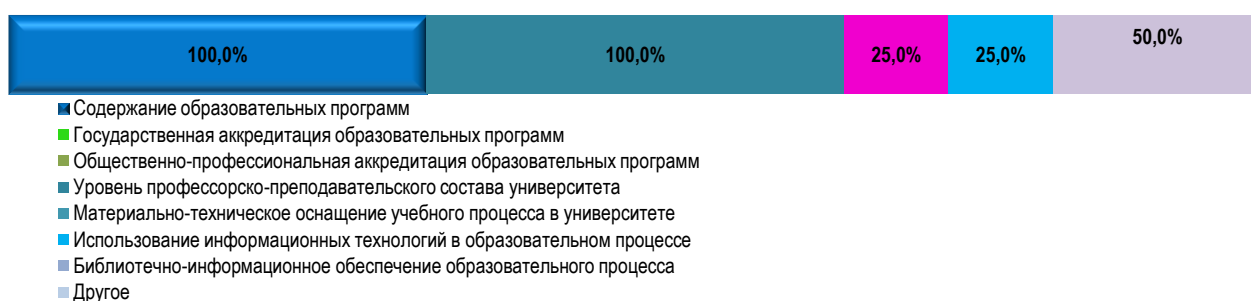 100,0% 100,0% 25,0% 25,0% 50,0%
Содержание образовательных программ
Государственная аккредитация образовательных программ
Общественно-профессиональная аккредитация образовательных программ
Уровень профессорско-преподавательского состава университета
Материально-техническое оснащение учебного процесса в университете
Использование информационных технологий в образовательном процессе
Библиотечно-информационное обеспечение образовательного процесса
Другое